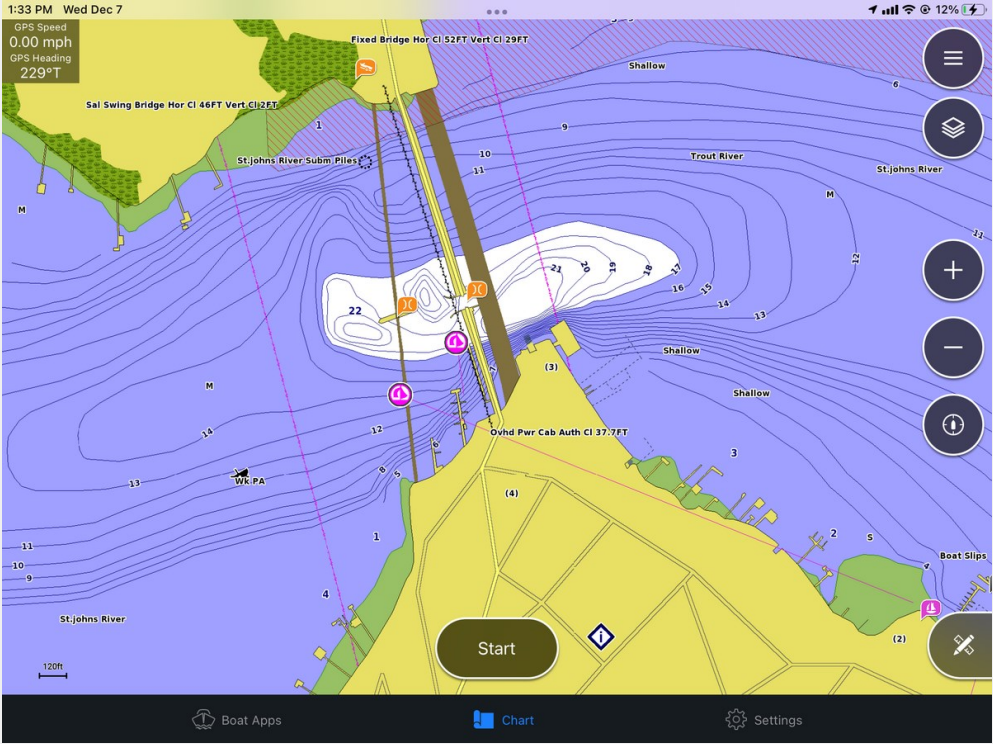 1:33 PM Wed Dec 7
12%
GPS Speed
0.00 mph
GPS Heading
229°T
Fixed Bridge Hor Cl 52FT Vert Cl 29FT
Shallow
6
Sal Swing Bridge Hor Cl 46FT Vert Cl 2FT
1
9
St.johns River Subm Piles
10
11
Trout River
St.johns River
M
M
11
12
21
20
19
18
17
16
15
14
13
22
Shallow
(3)
7
M
Shallow
14
12
6
Ovhd Pwr Cab Auth Cl 37.7FT
3
8
5
Wk PA
13
(4)
1
2
S
11
10
9
Boat Slips
4
4
St.johns River
(2)
Start
120ft
Boat Apps
Chart
Settings